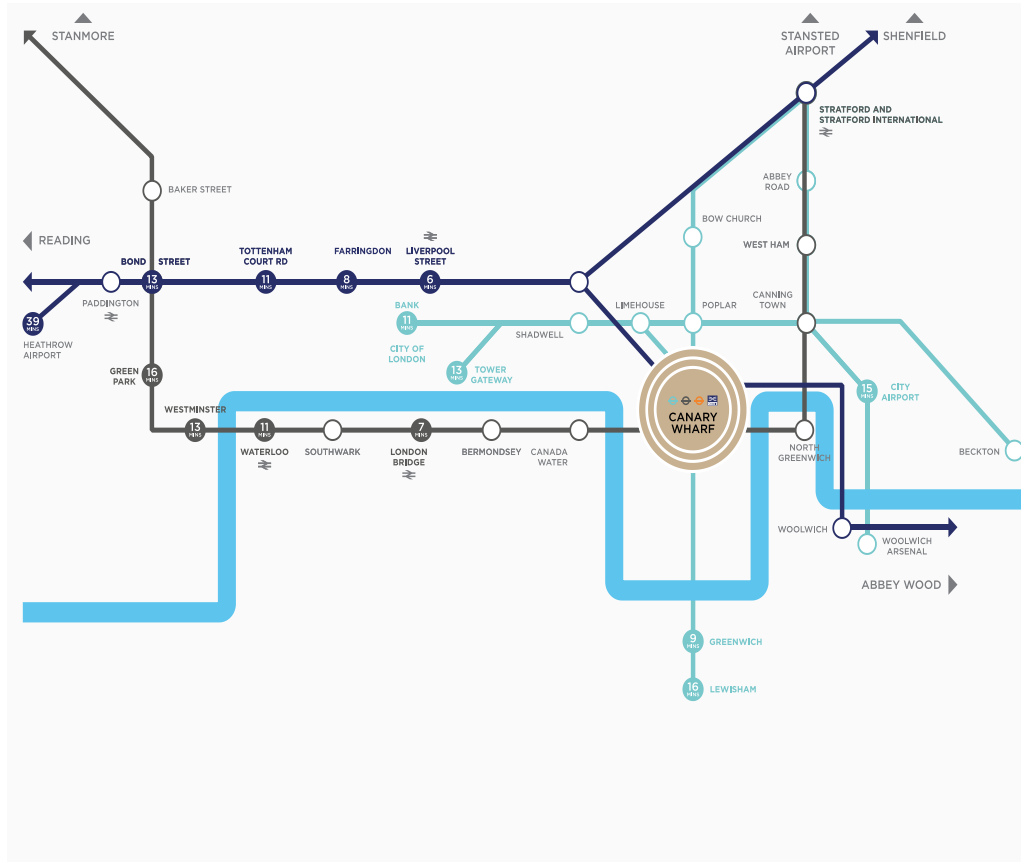 STANMORE
STANSTED
AIRPORT
SHENFIELD
STRATFORD AND
STRATFORD INTERNATIONAL
BAKER STREET
ABBEY
ROAD
BOW CHURCH
READING
WEST HAM
BOND STREET
TOTTENHAM
COURT RD
FARRINGDON
LIVERPOOL
STREET
13
MINS
11
MINS
8
MINS
6
MINS
PADDINGTON
39
MINS
HEATHROW
AIRPORT
BANK
11
MINS
CITY OF
LONDON
SHADWELL
LIMEHOUSE
POPLAR
CANNING
TOWN
13
MINS
TOWER
GATEWAY
GREEN
PARK
16
MINS
15
MINS
CITY
AIRPORT
CANARY
WHARF
WESTMINSTER
13
MINS
11
MINS
7
MINS
WATERLOO
SOUTHWARK
LONDON
BRIDGE
BERMONDSEY
CANADA
WATER
NORTH
GREENWICH
BECKTON
WOOLWICH
WOOLWICH
ARSENAL
ABBEY WOOD
9
MINS
GREENWICH
16
MINS
LEWISHAM